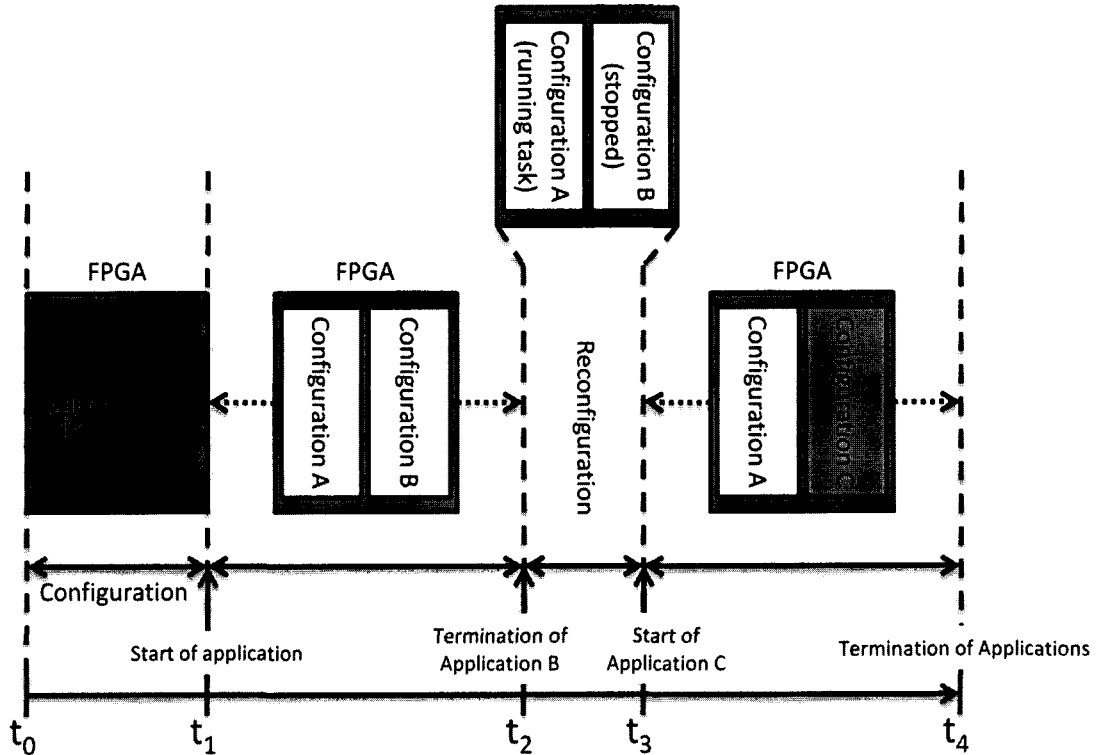 Configuration A
(running task)
Configuration B
(stopped)
FPGA
FPGA
FPGA
Configuration A
Configuration B
Reconfiguration
Configuration A
Configuration C
Configuration
Start of application
Termination of
Application B
Start of
Application C
Termination of Applications
t0
t1
t2
t3
t4